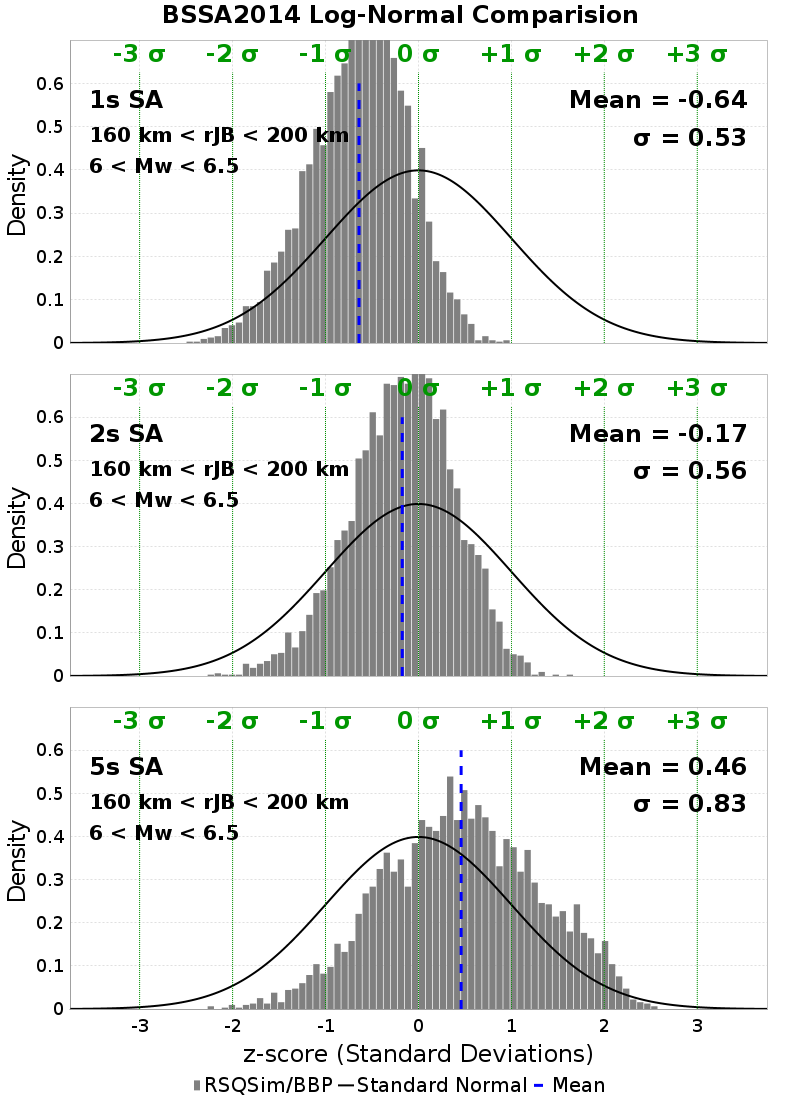 BSSA2014 Log-Normal Comparision
-3 σ -2 σ -1 σ 0 σ +1 σ +2 σ +3 σ
1s SA
Mean = -0.64
160 km < rJB < 200 km
σ = 0.53
6 < Mw < 6.5
Density
0.6
0.5
0.4
0.3
0.2
0.1
0
-3 σ -2 σ -1 σ 0 σ +1 σ +2 σ +3 σ
2s SA
Mean = -0.17
160 km < rJB < 200 km
σ = 0.56
6 < Mw < 6.5
Density
0.6
0.5
0.4
0.3
0.2
0.1
0
-3 σ -2 σ -1 σ 0 σ +1 σ +2 σ +3 σ
5s SA
Mean = 0.46
160 km < rJB < 200 km
σ = 0.83
6 < Mw < 6.5
Density
0.6
0.5
0.4
0.3
0.2
0.1
0
-3 -2 -1 0 1 2 3
z-score (Standard Deviations)
RSQSim/BBP Standard Normal Mean